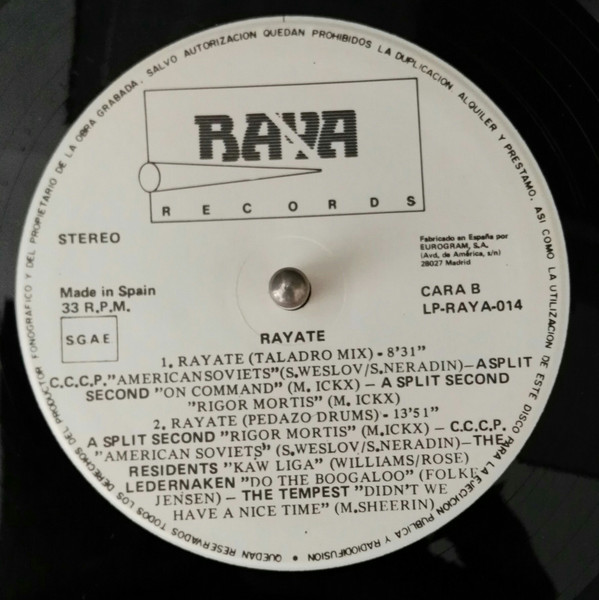 QUEDAN RESERVADOS TODOS LOS DERECHOS DEL PRODUCTOR FONOGRAFICO Y DEL PROPIETARIO DE LA OBRA GRABADA. SALVO AUTORIZACION QUEDAN PROHIBIDOS LA DUPLICACION ALQUILER Y PRESTAMO, ASI COMO LA UTILIZACION DE ESTE DISCO PARA LA EJECUCION PUBLICA Y RADIODIFUSION •
RAYA
RECORDS
STEREO
Fabricado en España por
EUROGRAM, S.A.
(Avd. de América, s/n)
28027 Madrid
Made in Spain
33 R.P.M.
CARA B
LP-RAYA-014
SGAE
RAYATE
1. RAYATE (TALADRO MIX) - 8'31"
C.C.C.P."AMERICAN SOVIETS"(S.WESLOV/S.NERADIN)—A SPLIT
SECOND "ON COMMAND" (M. ICKX) — A SPLIT SECOND
"RIGOR MORTIS" (M. ICKX)
2. RAYATE (PEDAZO DRUMS) - 13'51"
A SPLIT SECOND "RIGOR MORTIS" (M.ICKX) — C.C.C.P.
"AMERICAN SOVIETS" (S.WESLOV/S.NERADIN)—THE
RESIDENTS "KAW LIGA" (WILLIAMS/ROSE)
LEDERNAKEN "DO THE BOOGALOO" (FOLKE
JENSEN) — THE TEMPEST "DIDN'T WE
HAVE A NICE TIME" (M.SHEERIN)